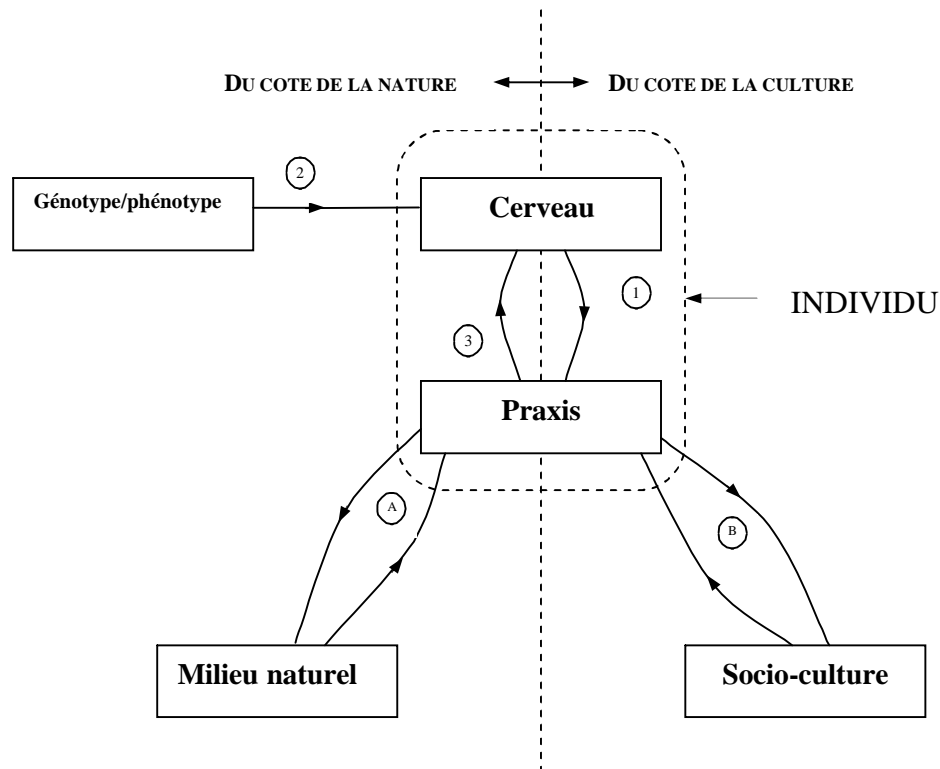 DU COTE DE LA NATURE
DU COTE DE LA CULTURE
2
Génotype/phénotype
Cerveau
1
INDIVIDU
3
Praxis
A
B
Milieu naturel
Socio-culture